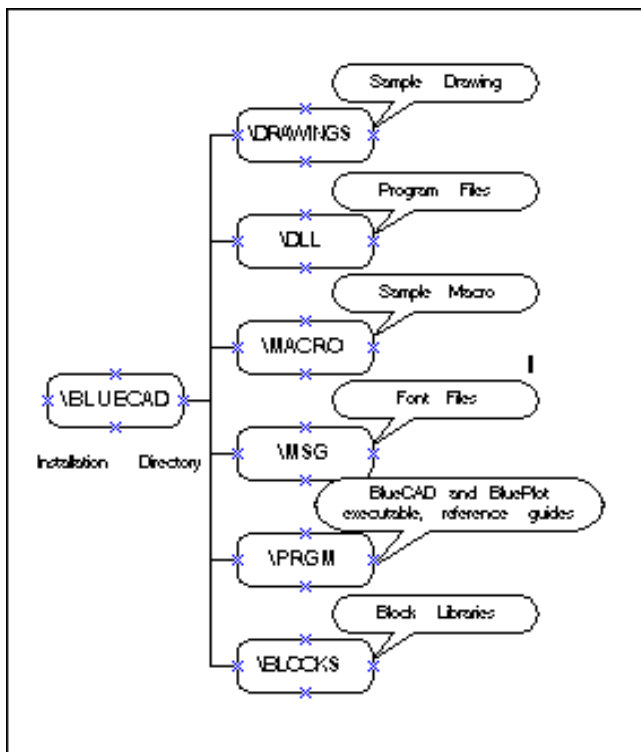 Sample Drawing
\DRAWINGS
Program Files
\DLL
Sample Macro
\MACRO
\BLUECAD
Installation Directory
Font Files
\MSG
BlueCAD and BluePlot
executable, reference guides
\PRGM
Block Libraries
\BLOCKS